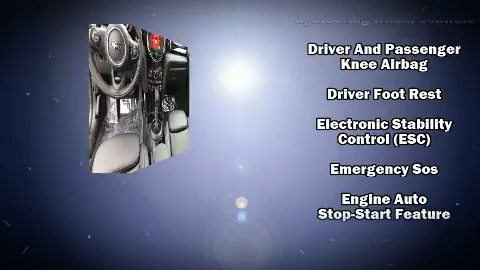 Driver And Passenger
Knee Airbag
Driver Foot Rest
Electronic Stability
Control (ESC)
Emergency Sos
Engine Auto
Stop-Start Feature